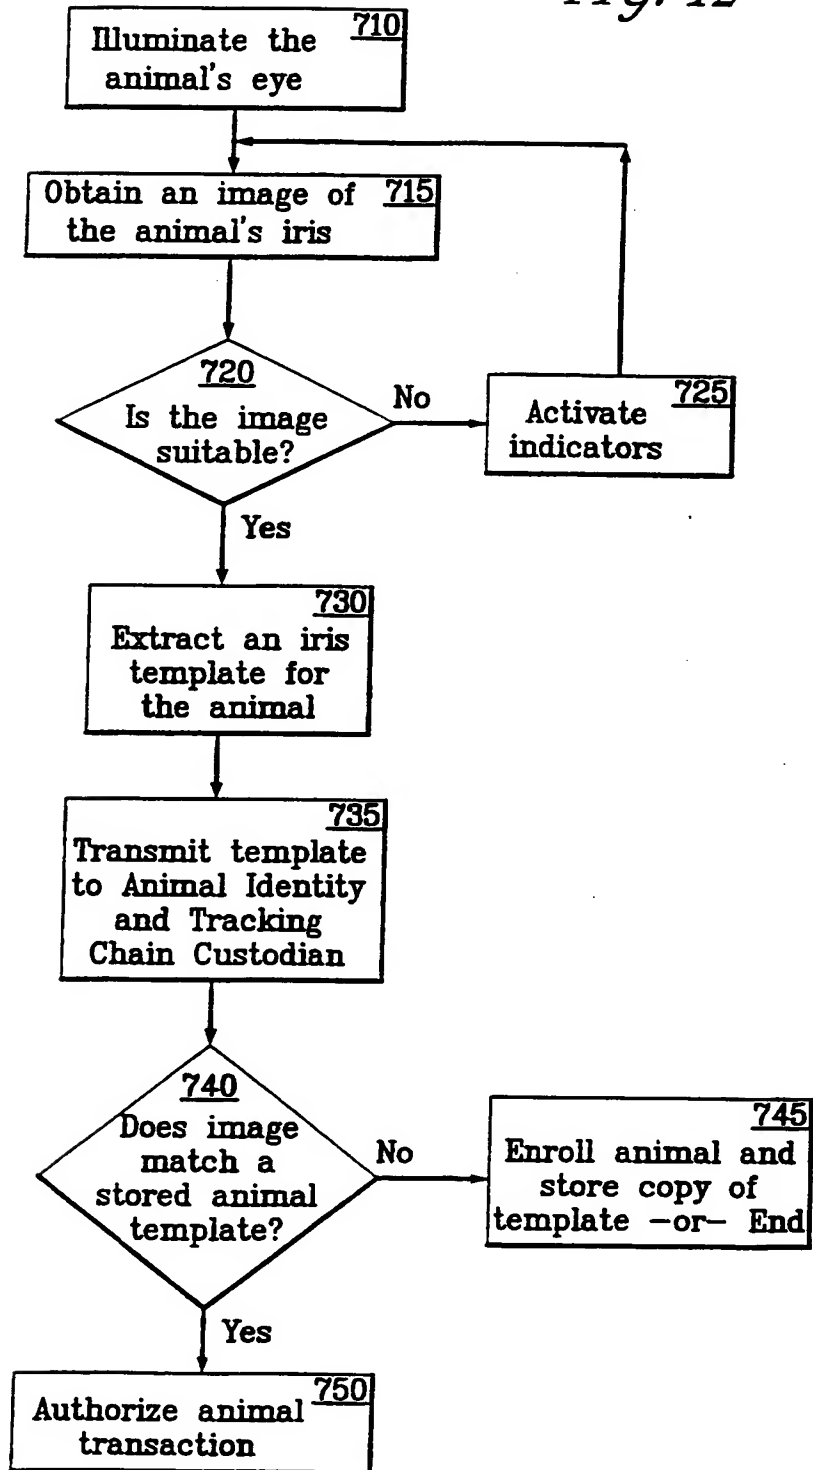 Fig. 12
710
Illuminate the
animal's eye
Obtain an image of 715
the animal's iris
720
Is the image
suitable?
No
725
Activate
indicators
Yes
730
Extract an iris
template for
the animal
735
Transmit template
to Animal Identity
and Tracking
Chain Custodian
740
Does image
match a
stored animal
template?
No
745
Enroll animal and
store copy of
template -or- End
Yes
750
Authorize animal
transaction